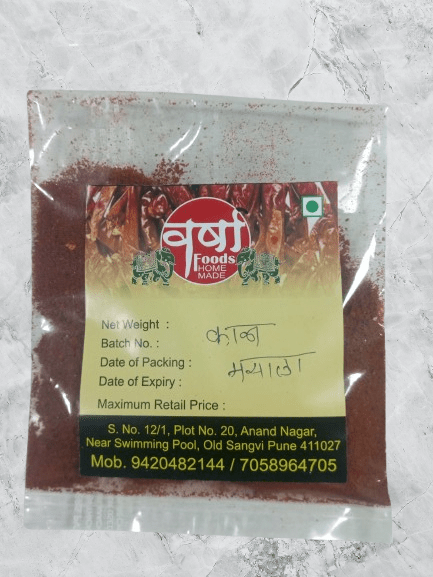 वर्षा
Foods
HOME
MADE
Net Weight :
Batch No. :
काळा
Date of Packing :
मसाला
Date of Expiry :
Maximum Retail Price :
S. No. 12/1, Plot No. 20, Anand Nagar,
Near Swimming Pool, Old Sangvi Pune 411027
Mob. 9420482144 / 7058964705